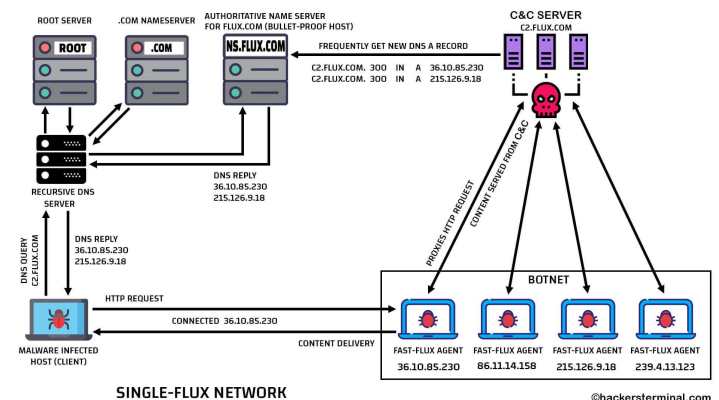 ROOT SERVER
.COM NAMESERVER
AUTHORITATIVE NAME SERVER
FOR FLUX.COM (BULLET-PROOF HOST)
C&C SERVER
C2.FLUX.COM
ROOT
.COM
NS.FLUX.COM
FREQUENTLY GET NEW DNS A RECORD
C2.FLUX.COM. 300 IN A 36.10.85.230
C2.FLUX.COM. 300 IN A 215.126.9.18
RECURSIVE DNS
SERVER
DNS REPLY
36.10.85.230
215.126.9.18
PROXIES HTTP REQUEST
CONTENT SERVED FROM C&C
DNS QUERY
C2.FLUX.COM
DNS REPLY
36.10.85.230
215.126.9.18
BOTNET
HTTP REQUEST
CONNECTED 36.10.85.230
CONTENT DELIVERY
MALWARE INFECTED
HOST (CLIENT)
FAST-FLUX AGENT
36.10.85.230
FAST-FLUX AGENT
86.11.14.158
FAST-FLUX AGENT
215.126.9.18
FAST-FLUX AGENT
239.4.13.123
SINGLE-FLUX NETWORK
©hackersterminal.com